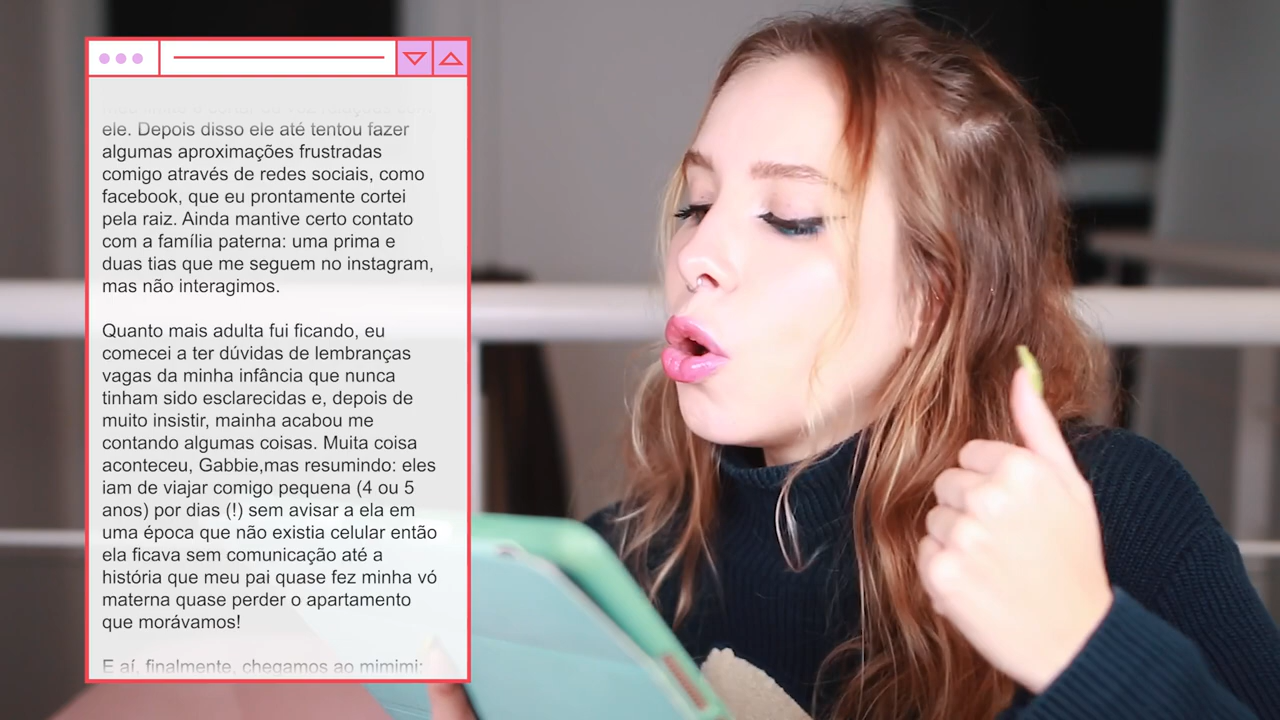 ele. Depois disso ele até tentou fazer
algumas aproximações frustradas
comigo através de redes sociais, como
facebook, que eu prontamente cortei
pela raiz. Ainda mantive certo contato
com a família paterna: uma prima e
duas tias que me seguem no instagram,
mas não interagimos.
Quanto mais adulta fui ficando, eu
comecei a ter dúvidas de lembranças
vagas da minha infância que nunca
tinham sido esclarecidas e, depois de
muito insistir, mainha acabou me
contando algumas coisas. Muita coisa
aconteceu, Gabbie,mas resumindo: eles
iam de viajar comigo pequena (4 ou 5
anos) por dias (!) sem avisar a ela em
uma época que não existia celular então
ela ficava sem comunicação até a
história que meu pai quase fez minha vó
materna quase perder o apartamento
que morávamos!
E aí, finalmente, chegamos ao mimimi: